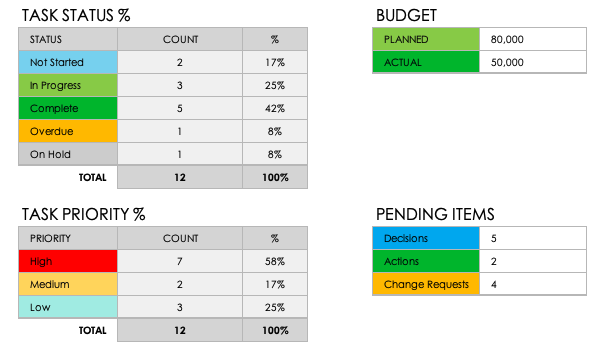 TASK STATUS %
STATUS COUNT %
Not Started 2 17%
In Progress 3 25%
Complete 5 42%
Overdue 1 8%
On Hold 1 8%
TOTAL 12 100%
BUDGET
PLANNED 80,000
ACTUAL 50,000
TASK PRIORITY %
PRIORITY COUNT %
High 7 58%
Medium 2 17%
Low 3 25%
TOTAL 12 100%
PENDING ITEMS
Decisions 5
Actions 2
Change Requests 4